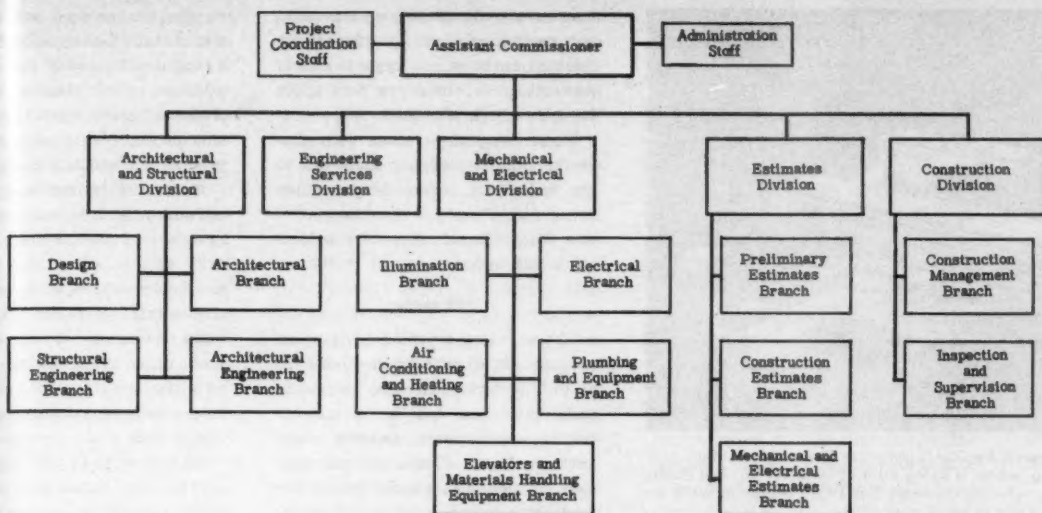 Project
Coordination
Staff
Assistant Commissioner
Administration
Staff
Architectural
and Structural
Division
Engineering
Services
Division
Mechanical
and Electrical
Division
Estimates
Division
Construction
Division
Design
Branch
Architectural
Branch
Illumination
Branch
Electrical
Branch
Preliminary
Estimates
Branch
Construction
Management
Branch
Structural
Engineering
Branch
Architectural
Engineering
Branch
Air
Conditioning
and Heating
Branch
Plumbing
and Equipment
Branch
Construction
Estimates
Branch
Inspection
and
Supervision
Branch
Elevators and
Materials Handling
Equipment Branch
Mechanical and
Electrical
Estimates
Branch